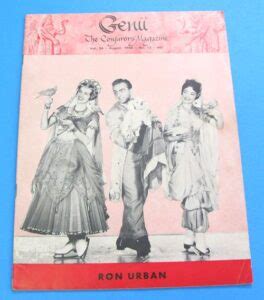 Genii
The Conjurors' Magazine
RON URBAN